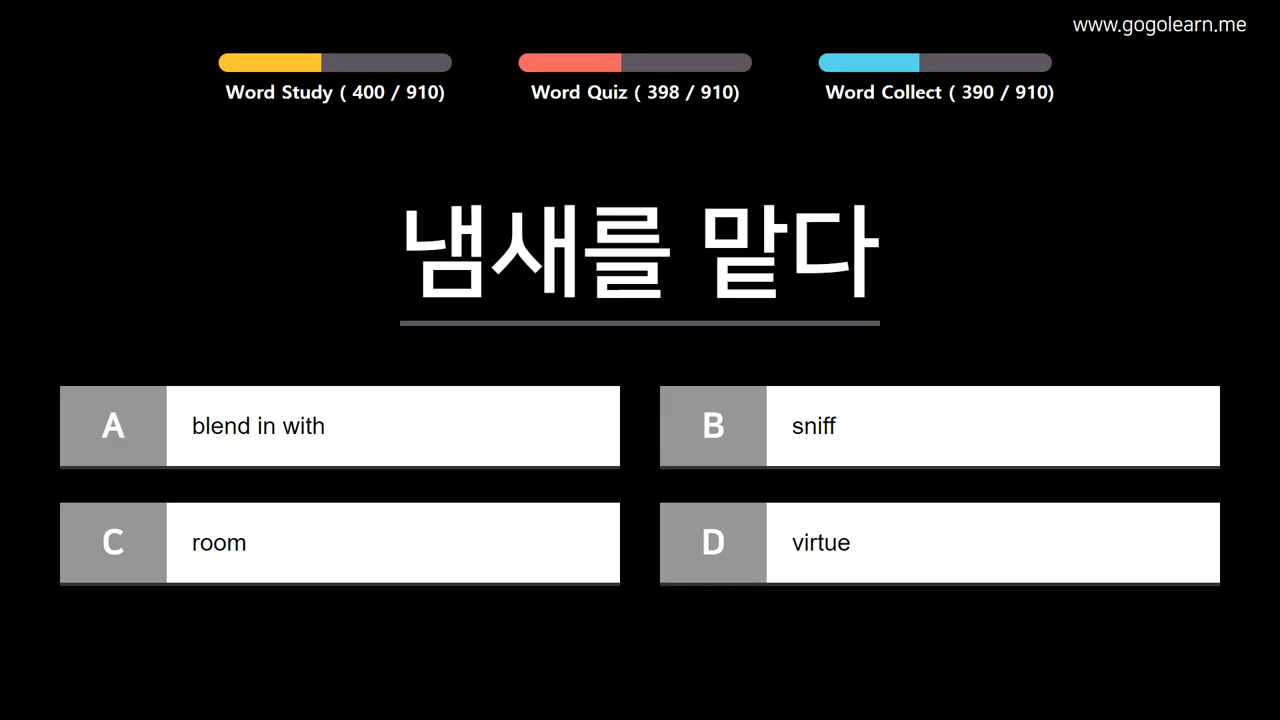 www.gogolearn.me
Word Study ( 400 / 910)
Word Quiz ( 398 / 910)
Word Collect ( 390 / 910)
냄새를 맡다
A blend in with
B sniff
C room
D virtue